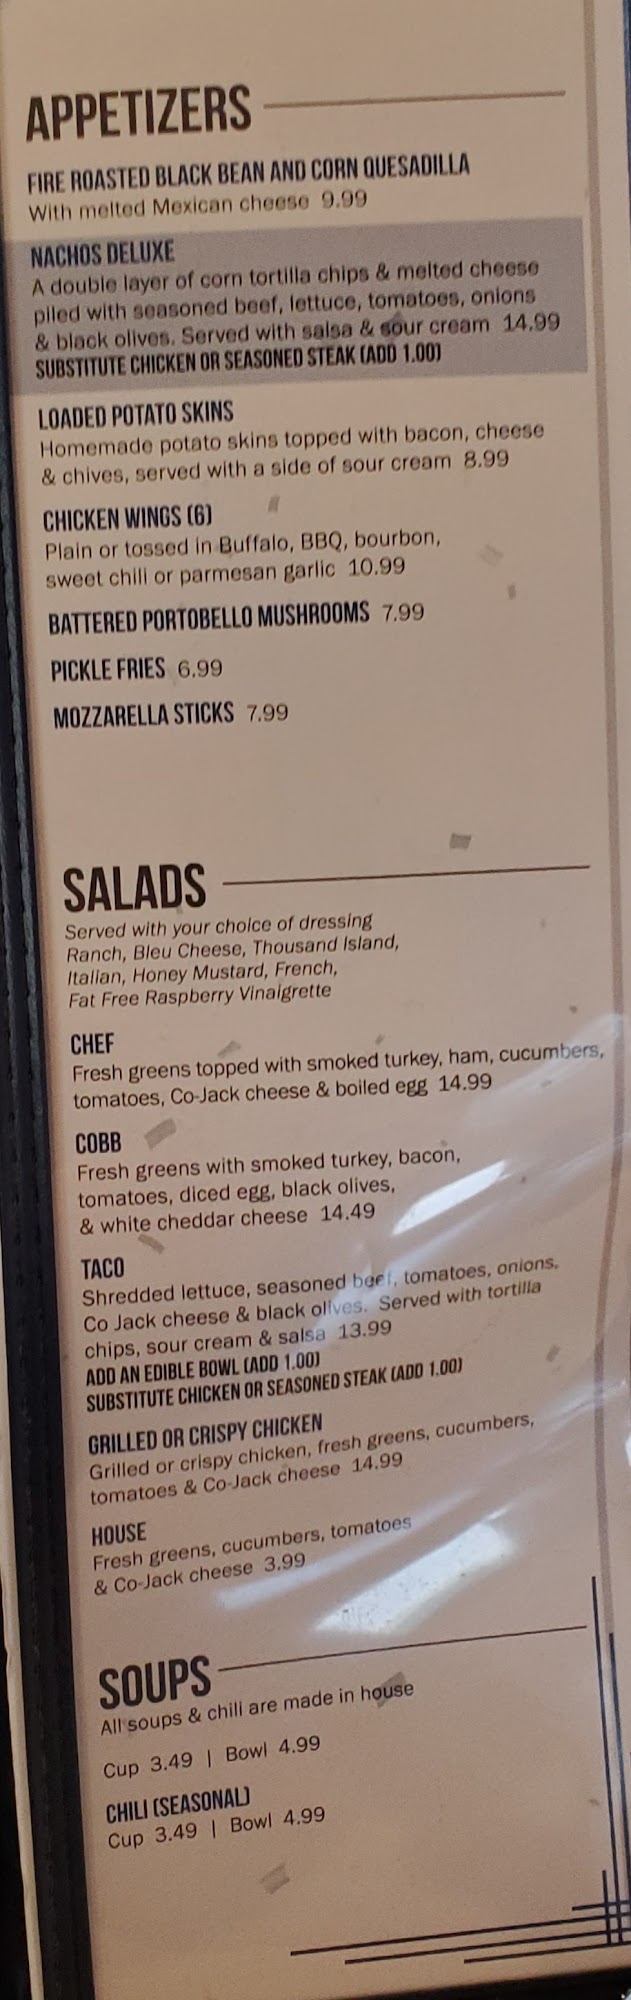 APPETIZERS
FIRE ROASTED BLACK BEAN AND CORN QUESADILLA
With melted Mexican cheese 9.99
NACHOS DELUXE
A double layer of corn tortilla chips & melted cheese
piled with seasoned beef, lettuce, tomatoes, onions
& black olives. Served with salsa & sour cream 14.99
SUBSTITUTE CHICKEN OR SEASONED STEAK (ADD 1.00)
LOADED POTATO SKINS
Homemade potato skins topped with bacon, cheese
& chives, served with a side of sour cream 8.99
CHICKEN WINGS (6)
Plain or tossed in Buffalo, BBQ, bourbon,
sweet chili or parmesan garlic 10.99
BATTERED PORTOBELLO MUSHROOMS 7.99
PICKLE FRIES 6.99
MOZZARELLA STICKS 7.99
SALADS
Served with your choice of dressing
Ranch, Bleu Cheese, Thousand Island,
Italian, Honey Mustard, French,
Fat Free Raspberry Vinaigrette
CHEF
Fresh greens topped with smoked turkey, ham, cucumbers,
tomatoes, Co-Jack cheese & boiled egg 14.99
COBB
Fresh greens with smoked turkey, bacon,
tomatoes, diced egg, black olives,
& white cheddar cheese 14.49
TACO
Shredded lettuce, seasoned beef, tomatoes, onions,
Co Jack cheese & black olives. Served with tortilla
chips, sour cream & salsa 13.99
ADD AN EDIBLE BOWL (ADD 1.00)
SUBSTITUTE CHICKEN OR SEASONED STEAK (ADD 1.00)
GRILLED OR CRISPY CHICKEN
Grilled or crispy chicken, fresh greens, cucumbers,
tomatoes & Co-Jack cheese 14.99
HOUSE
Fresh greens, cucumbers, tomatoes
& Co-Jack cheese 3.99
SOUPS
All soups & chili are made in house
Cup 3.49 | Bowl 4.99
CHILI (SEASONAL)
Cup 3.49 | Bowl 4.99